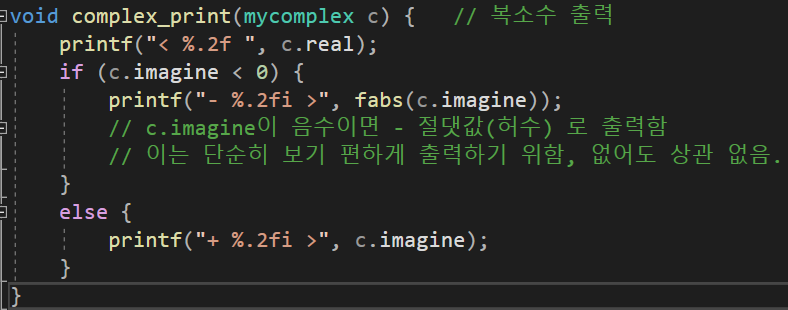 void complex_print(mycomplex c) {   // 복소수 출력
    printf("< %.2f ", c.real);
    if (c.imagine < 0) {
        printf("- %.2fi >", fabs(c.imagine));
        // c.imagine이 음수이면 - 절댓값(허수) 로 출력함
        // 이는 단순히 보기 편하게 출력하기 위함, 없어도 상관 없음.
    }
    else {
        printf("+ %.2fi >", c.imagine);
    }
}